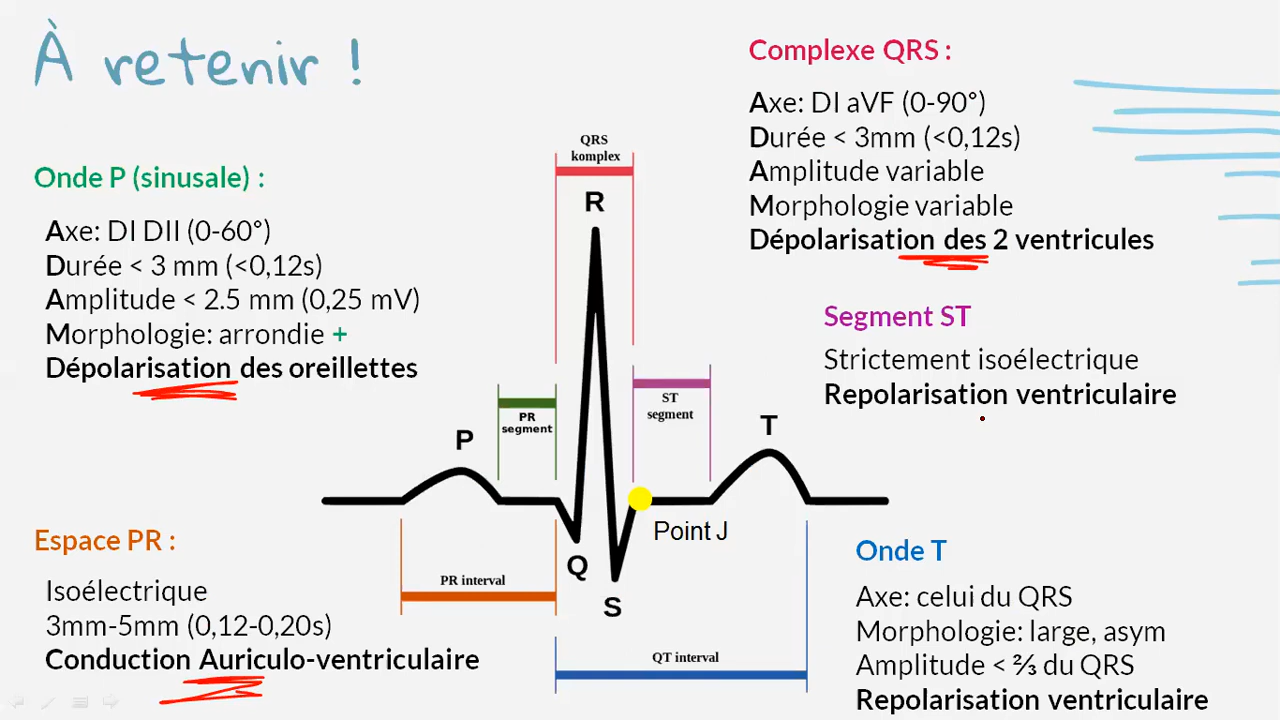 À retenir !
Onde P (sinusale) :
Axe: DI DII (0-60°)
Durée < 3 mm (<0,12s)
Amplitude < 2.5 mm (0,25 mV)
Morphologie: arrondie +
Dépolarisation des oreillettes
Espace PR :
Isoélectrique
3mm-5mm (0,12-0,20s)
Conduction Auriculo-ventriculaire
QRS
komplex
R
PR
segment
ST
segment
P
T
Q
S
Point J
PR interval
QT interval
Complexe QRS :
Axe: DI aVF (0-90°)
Durée < 3mm (<0,12s)
Amplitude variable
Morphologie variable
Dépolarisation des 2 ventricules
Segment ST
Strictement isoélectrique
Repolarisation ventriculaire
Onde T
Axe: celui du QRS
Morphologie: large, asym
Amplitude < ⅔ du QRS
Repolarisation ventriculaire